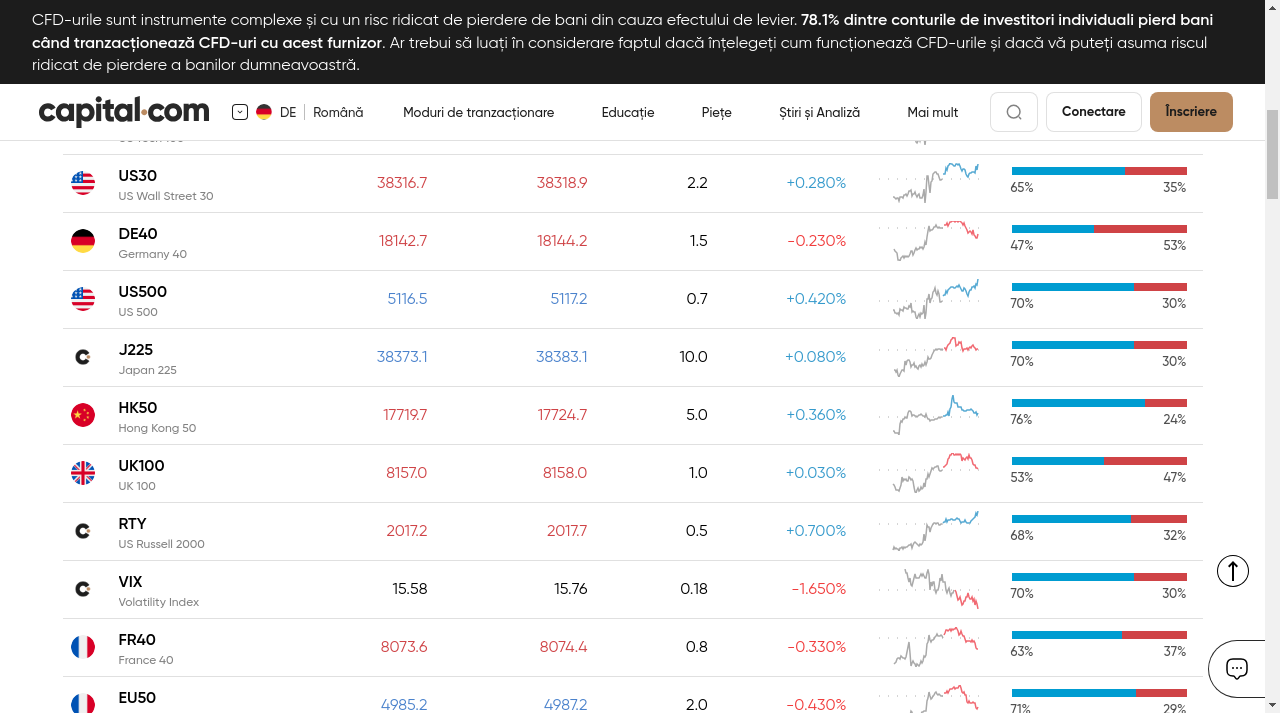 CFD-urile sunt instrumente complexe și cu un risc ridicat de pierdere de bani din cauza efectului de levier. 78.1% dintre conturile de investitori individuali pierd bani
când tranzacționează CFD-uri cu acest furnizor. Ar trebui să luați în considerare faptul dacă înțelegeți cum funcționează CFD-urile și dacă vă puteți asuma riscul
ridicat de pierdere a banilor dumneavoastră.
capital.com DE Română Moduri de tranzacționare Educație Piețe Știri și Analiză Mai mult Conectare Înscriere
US30 38316.7 38318.9 2.2 +0.280% 65% 35%
US Wall Street 30
DE40 18142.7 18144.2 1.5 -0.230% 47% 53%
Germany 40
US500 5116.5 5117.2 0.7 +0.420% 70% 30%
US 500
J225 38373.1 38383.1 10.0 +0.080% 70% 30%
Japan 225
HK50 17719.7 17724.7 5.0 +0.360% 76% 24%
Hong Kong 50
UK100 8157.0 8158.0 1.0 +0.030% 53% 47%
UK 100
RTY 2017.2 2017.7 0.5 +0.700% 68% 32%
US Russell 2000
VIX 15.58 15.76 0.18 -1.650% 70% 30%
Volatility Index
FR40 8073.6 8074.4 0.8 -0.330% 63% 37%
France 40
EU50 4985.2 4987.2 2.0 -0.430% 71% 29%